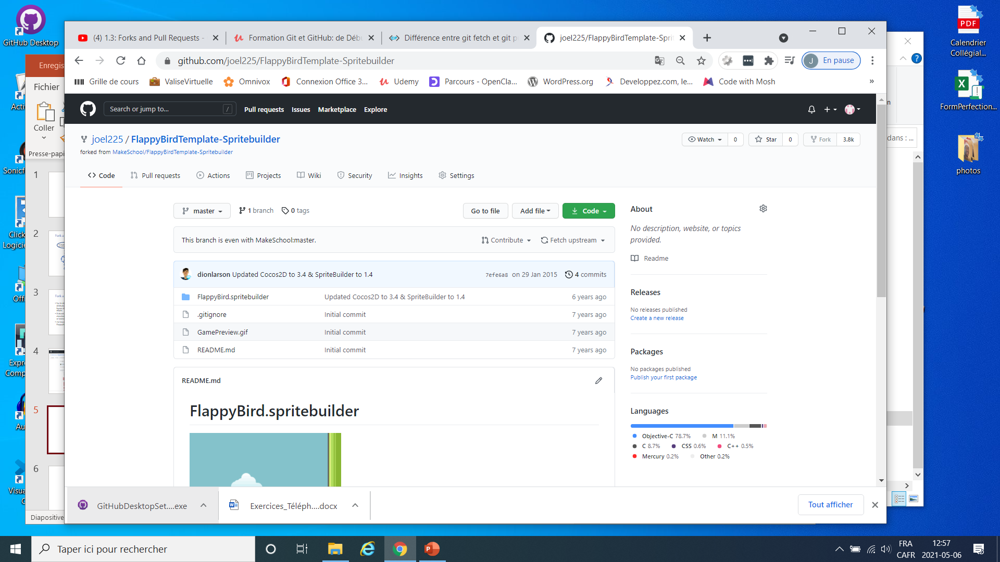 GitHub Desktop
(4) 1.3: Forks and Pull Requests -
Formation Git et GitHub: de Débu
Différence entre git fetch et git p
joel225/FlappyBirdTemplate-Sprit
github.com/joel225/FlappyBirdTemplate-Spritebuilder
J En pause
Grille de cours
ValiseVirtuelle
Omnivox
Connexion Office 3...
Udemy
Parcours - OpenCla...
WordPress.org
Developpez.com, le...
Code with Mosh
»
Search or jump to... /
Pull requests Issues Marketplace Explore
joel225 / FlappyBirdTemplate-Spritebuilder
forked from MakeSchool/FlappyBirdTemplate-Spritebuilder
Watch 0
Star 0
Fork 3.8k
Code
Pull requests
Actions
Projects
Wiki
Security
Insights
Settings
master
1 branch
0 tags
Go to file
Add file
Code
This branch is even with MakeSchool:master.
Contribute
Fetch upstream
dionlarson Updated Cocos2D to 3.4 & SpriteBuilder to 1.4
7efe6a8 on 29 Jan 2015
4 commits
FlappyBird.spritebuilder Updated Cocos2D to 3.4 & SpriteBuilder to 1.4 6 years ago
.gitignore Initial commit 7 years ago
GamePreview.gif Initial commit 7 years ago
README.md Initial commit 7 years ago
README.md
FlappyBird.spritebuilder
About
No description, website, or topics
provided.
Readme
Releases
No releases published
Create a new release
Packages
No packages published
Publish your first package
Languages
Objective-C 78.7% M 11.1%
C 8.7% CSS 0.6% C++ 0.5%
Mercury 0.2% Other 0.2%
GitHubDesktopSet....exe
Exercices_Téléph....docx
Tout afficher
Enregis
Fichier
Coller
Presse-papi
1
2
3
4
5
6
Diapositive
Acti
Sonicf
Click
Logicie
Offi
Expre
Comp
Au
Visua
C
dans : ...
PDF
Calendrier
Collégial...
FormPerfection...
photos
Taper ici pour rechercher
FRA
CAFR
12:57
2021-05-06